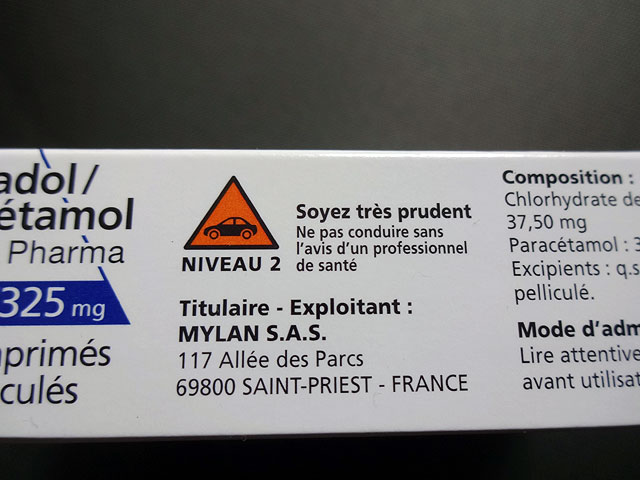 adol/
étamol
Pharma
325 mg
mprimés
culés
NIVEAU 2
Soyez très prudent
Ne pas conduire sans
l'avis d'un professionnel
de santé
Titulaire - Exploitant :
MYLAN S.A.S.
117 Allée des Parcs
69800 SAINT-PRIEST - FRANCE
Composition :
Chlorhydrate de
37,50 mg
Paracétamol : 3
Excipients : q.s
pelliculé.
Mode d'adm
Lire attentive
avant utilisat